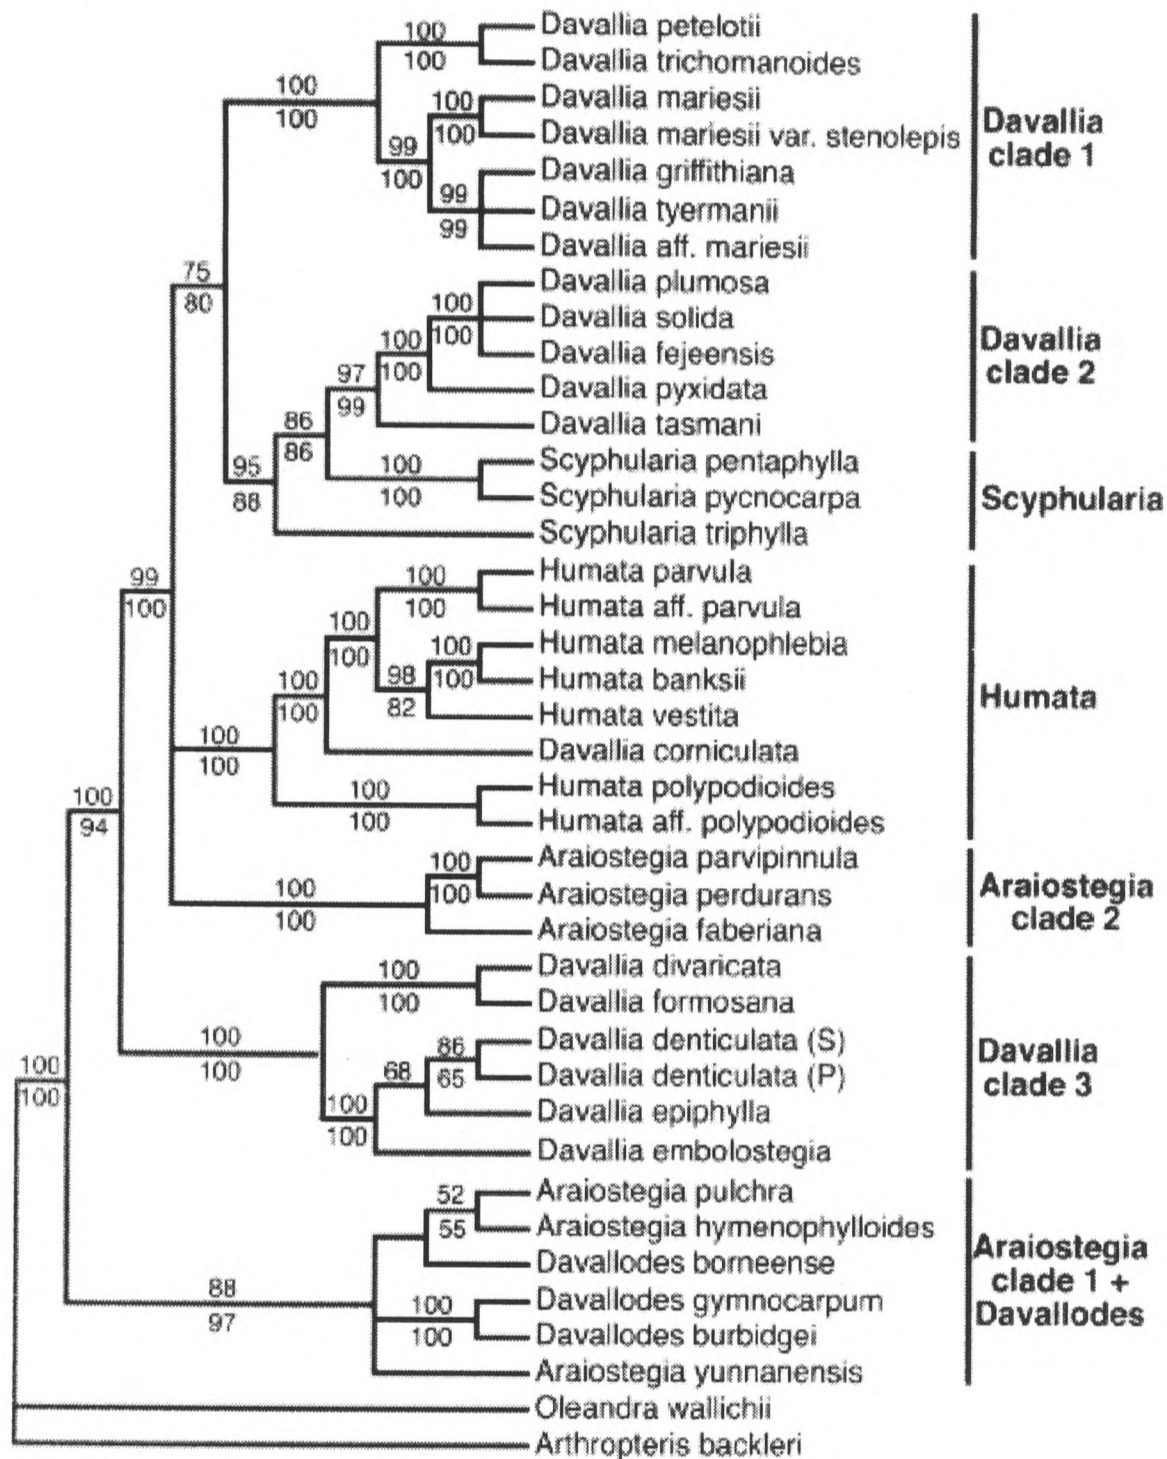 100
100
Davallia petelotii
Davallia trichomanoides
100
100
100
100
Davallia mariesii
Davallia mariesii var. stenolepis
99
100
99
99
Davallia griffithiana
Davallia tyermanii
Davallia aff. mariesii
Davallia clade 1
75
80
100
100
Davallia plumosa
Davallia solida
Davallia fejeensis
100
100
Davallia pyxidata
97
99
Davallia tasmani
Davallia clade 2
86
86
95
88
100
100
Scyphularia pentaphylla
Scyphularia pycnocarpa
Scyphularia triphylla
Scyphularia
99
100
100
100
Humata parvula
Humata aff. parvula
100
100
100
100
Humata melanophlebia
Humata banksii
98
82
Humata vestita
100
100
Davallia corniculata
100
100
100
100
Humata polypodioides
Humata aff. polypodioides
Humata
100
94
100
100
Araiostegia parvipinnula
Araiostegia perdurans
100
100
Araiostegia faberiana
Araiostegia clade 2
100
100
Davallia divaricata
Davallia formosana
100
100
86
65
Davallia denticulata (S)
Davallia denticulata (P)
68
Davallia epiphylla
100
100
Davallia embolostegia
Davallia clade 3
100
100
52
55
Araiostegia pulchra
Araiostegia hymenophylloides
Davallodes borneense
88
97
100
100
Davallodes gymnocarpum
Davallodes burbidgei
Araiostegia yunnanensis
Araiostegia clade 1 + Davallodes
Oleandra wallichii
Arthropteris backleri